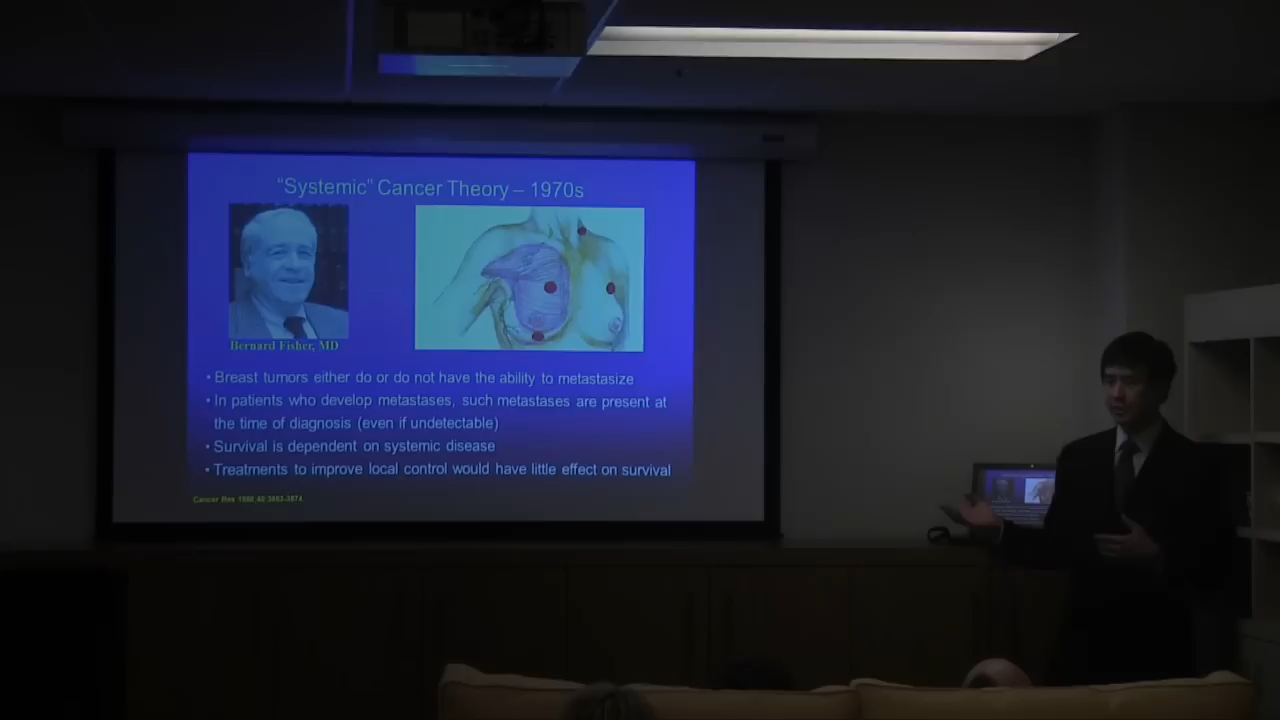 “Systemic” Cancer Theory – 1970s
Bernard Fisher, MD
• Breast tumors either do or do not have the ability to metastasize
• In patients who develop metastases, such metastases are present at
the time of diagnosis (even if undetectable)
• Survival is dependent on systemic disease
• Treatments to improve local control would have little effect on survival
Cancer Res